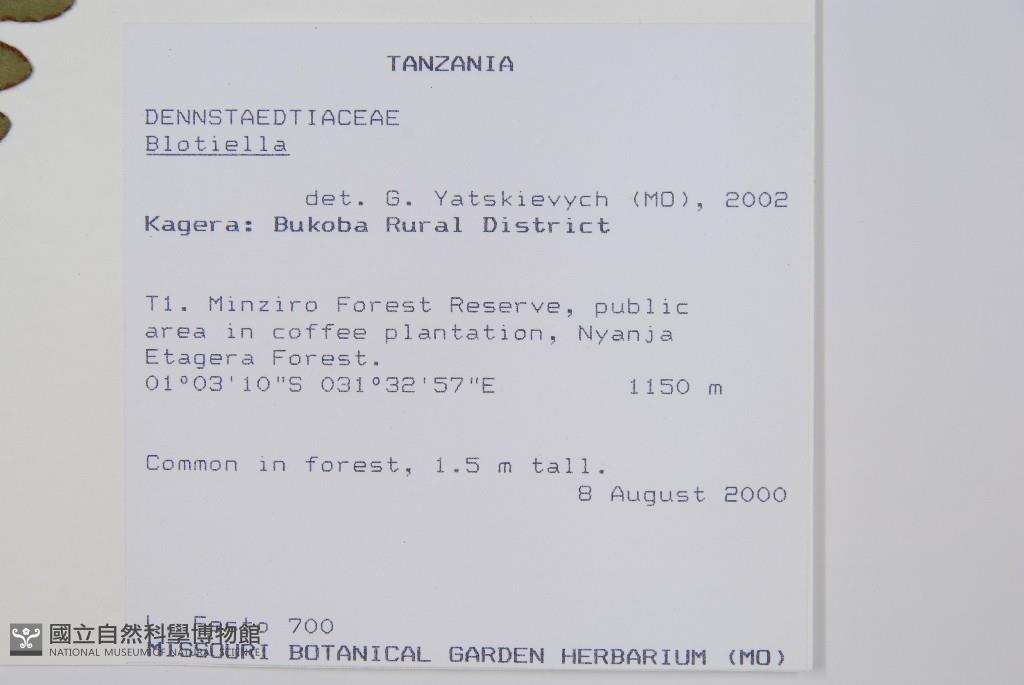 TANZANIA
DENNSTAEDTIACEAE
Blotiella
det. G. Yatskievych (MO), 2002
Kagera: Bukoba Rural District
T1. Minziro Forest Reserve, public
area in coffee plantation, Nyanja
Etagera Forest.
01°03'10"S 031°32'57"E 1150 m
Common in forest, 1.5 m tall.
8 August 2000
L. Festo 700
國立自然科學博物館
NATIONAL MUSEUM OF NATURAL SCIENCE
MISSOURI BOTANICAL GARDEN HERBARIUM (MO)